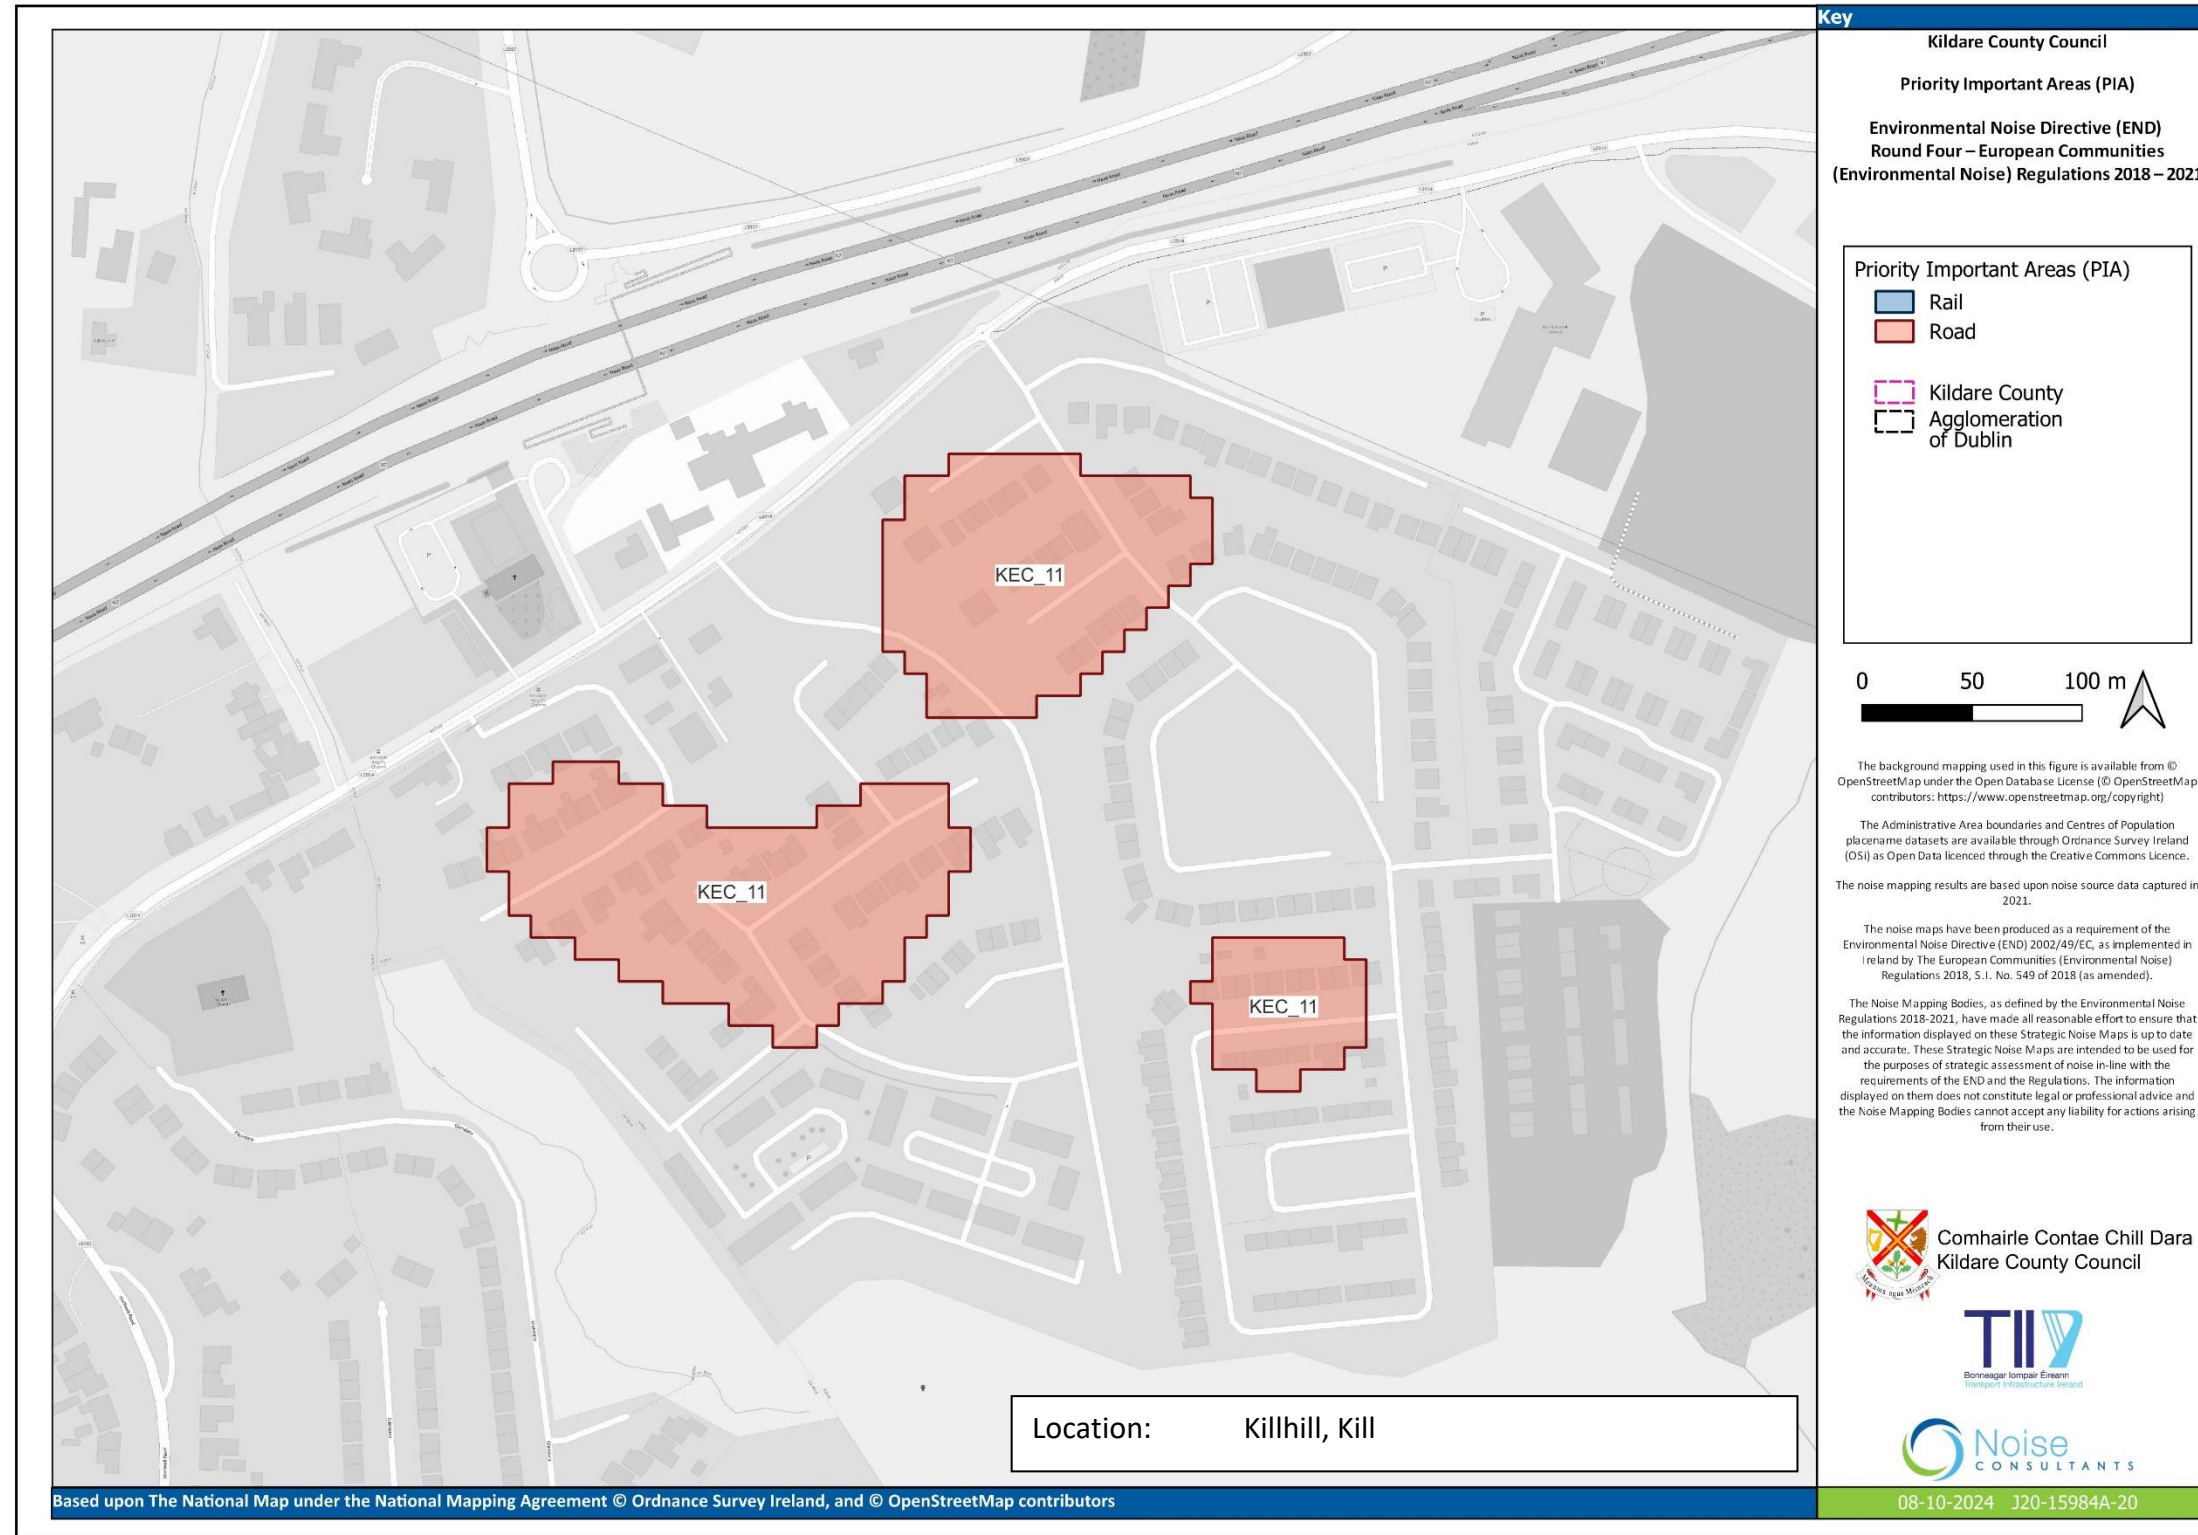 Key
Kildare County Council
Priority Important Areas (PIA)
Environmental Noise Directive (END)
Round Four – European Communities
(Environmental Noise) Regulations 2018 – 2021
Priority Important Areas (PIA)
Rail
Road
Kildare County
Agglomeration
of Dublin
0 50 100 m
The background mapping used in this figure is available from ©
OpenStreetMap under the Open Database License (© OpenStreetMap
contributors: https://www.openstreetmap.org/copyright)
The Administrative Area boundaries and Centres of Population
placename datasets are available through Ordnance Survey Ireland
(OSi) as Open Data licenced through the Creative Commons Licence.
The noise mapping results are based upon noise source data captured in
2021.
The noise maps have been produced as a requirement of the
Environmental Noise Directive (END) 2002/49/EC, as implemented in
Ireland by The European Communities (Environmental Noise)
Regulations 2018, S.I. No. 549 of 2018 (as amended).
The Noise Mapping Bodies, as defined by the Environmental Noise
Regulations 2018-2021, have made all reasonable effort to ensure that
the information displayed on these Strategic Noise Maps is up to date
and accurate. These Strategic Noise Maps are intended to be used for
the purposes of strategic assessment of noise in-line with the
requirements of the END and the Regulations. The information
displayed on them does not constitute legal or professional advice and
the Noise Mapping Bodies cannot accept any liability for actions arising
from their use.
Comhairle Contae Chill Dara
Kildare County Council
TII
Bonneagar Iompair Éireann
Transport Infrastructure Ireland
Noise
CONSULTANTS
08-10-2024 J20-15984A-20
KEC_11
KEC_11
KEC_11
Naas Road
N7
L2014
Location: Killhill, Kill
Based upon The National Map under the National Mapping Agreement © Ordnance Survey Ireland, and © OpenStreetMap contributors